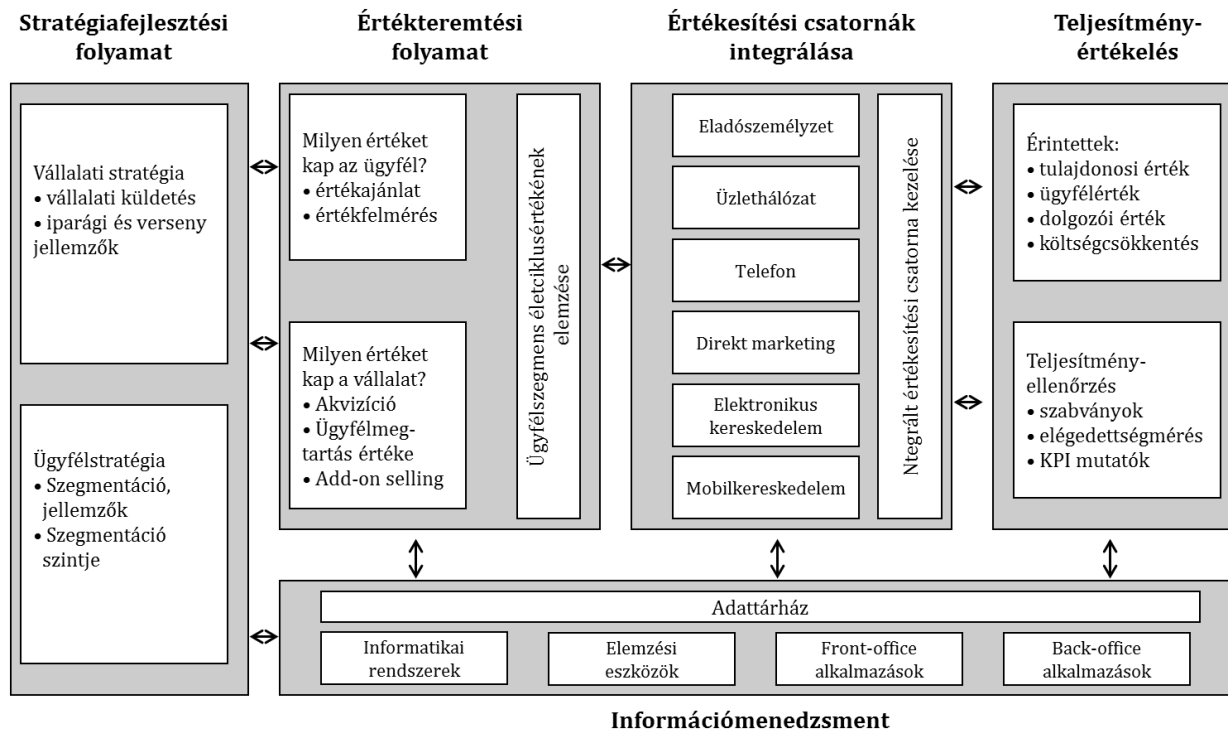 Stratégiafejlesztési
folyamat
Értékteremtési
folyamat
Értékesítési csatornák
integrálása
Teljesítmény-
értékelés
Vállalati stratégia
• vállalati küldetés
• iparági és verseny
jellemzők
Ügyfélstratégia
• Szegmentáció,
jellemzők
• Szegmentáció
szintje
Milyen értéket
kap az ügyfél?
• értékajánlat
• értékfelmérés
Milyen értéket
kap a vállalat?
• Akvizíció
• Ügyfélmeg-
tartás értéke
• Add-on selling
Ügyfélszegmens életciklusértékének
elemzése
Eladószemélyzet
Üzlethálózat
Telefon
Direkt marketing
Elektronikus
kereskedelem
Mobilkereskedelem
Ntegrált értékesítési csatorna kezelése
Érintettek:
• tulajdonosi érték
• ügyfélérték
• dolgozói érték
• költségcsökkentés
Teljesítmény-
ellenőrzés
• szabványok
• elégedettségmérés
• KPI mutatók
Adattárház
Informatikai
rendszerek
Elemzési
eszközök
Front-office
alkalmazások
Back-office
alkalmazások
Információmenedzsment